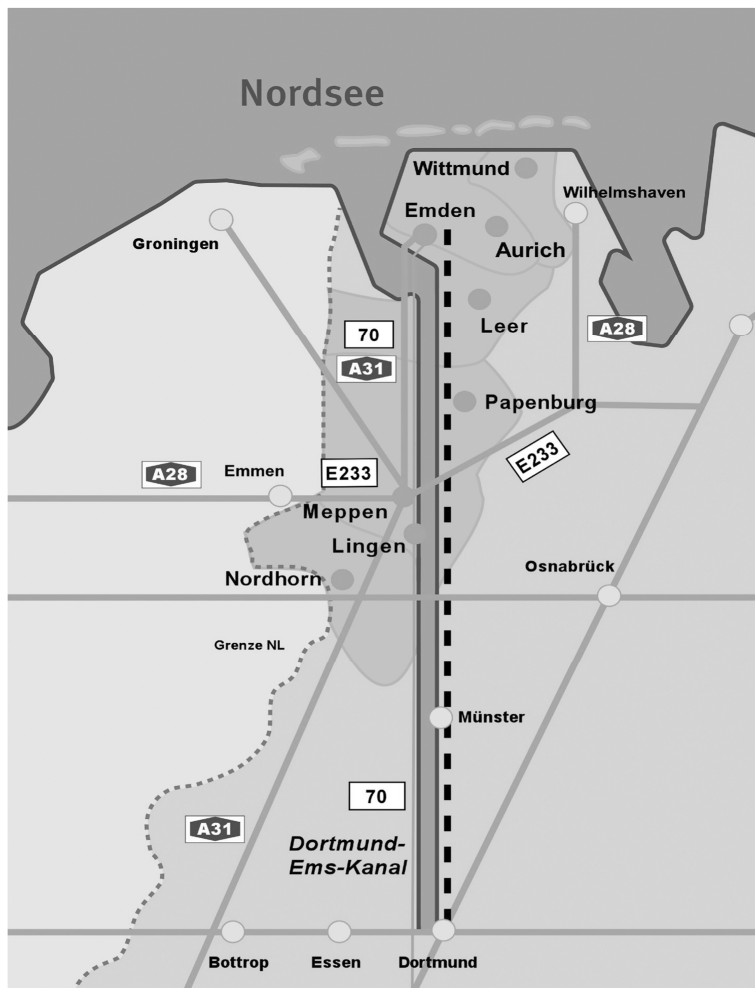 Nordsee
Wittmund
Wilhelmshaven
Emden
Groningen
Aurich
Leer
70
A28
A31
Papenburg
E233
Emmen
E233
A28
Meppen
Lingen
Osnabrück
Nordhorn
Grenze NL
Münster
70
A31
Dortmund-
Ems-Kanal
Bottrop
Essen
Dortmund